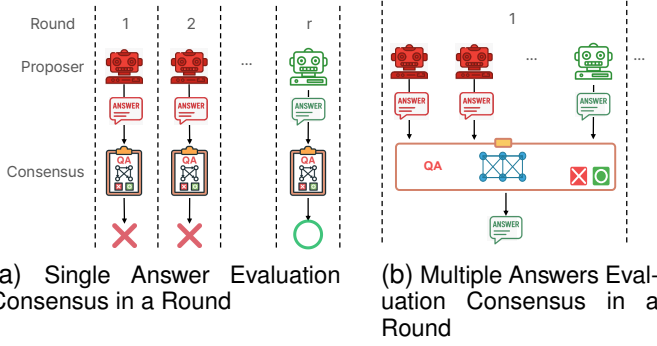 Round 1 2 r 1
Proposer ... ... ...
ANSWER ANSWER ANSWER ANSWER ANSWER ANSWER
Consensus QA QA QA QA
ANSWER
a) Single Answer Evaluation
Consensus in a Round
(b) Multiple Answers Eval-
uation Consensus in a
Round